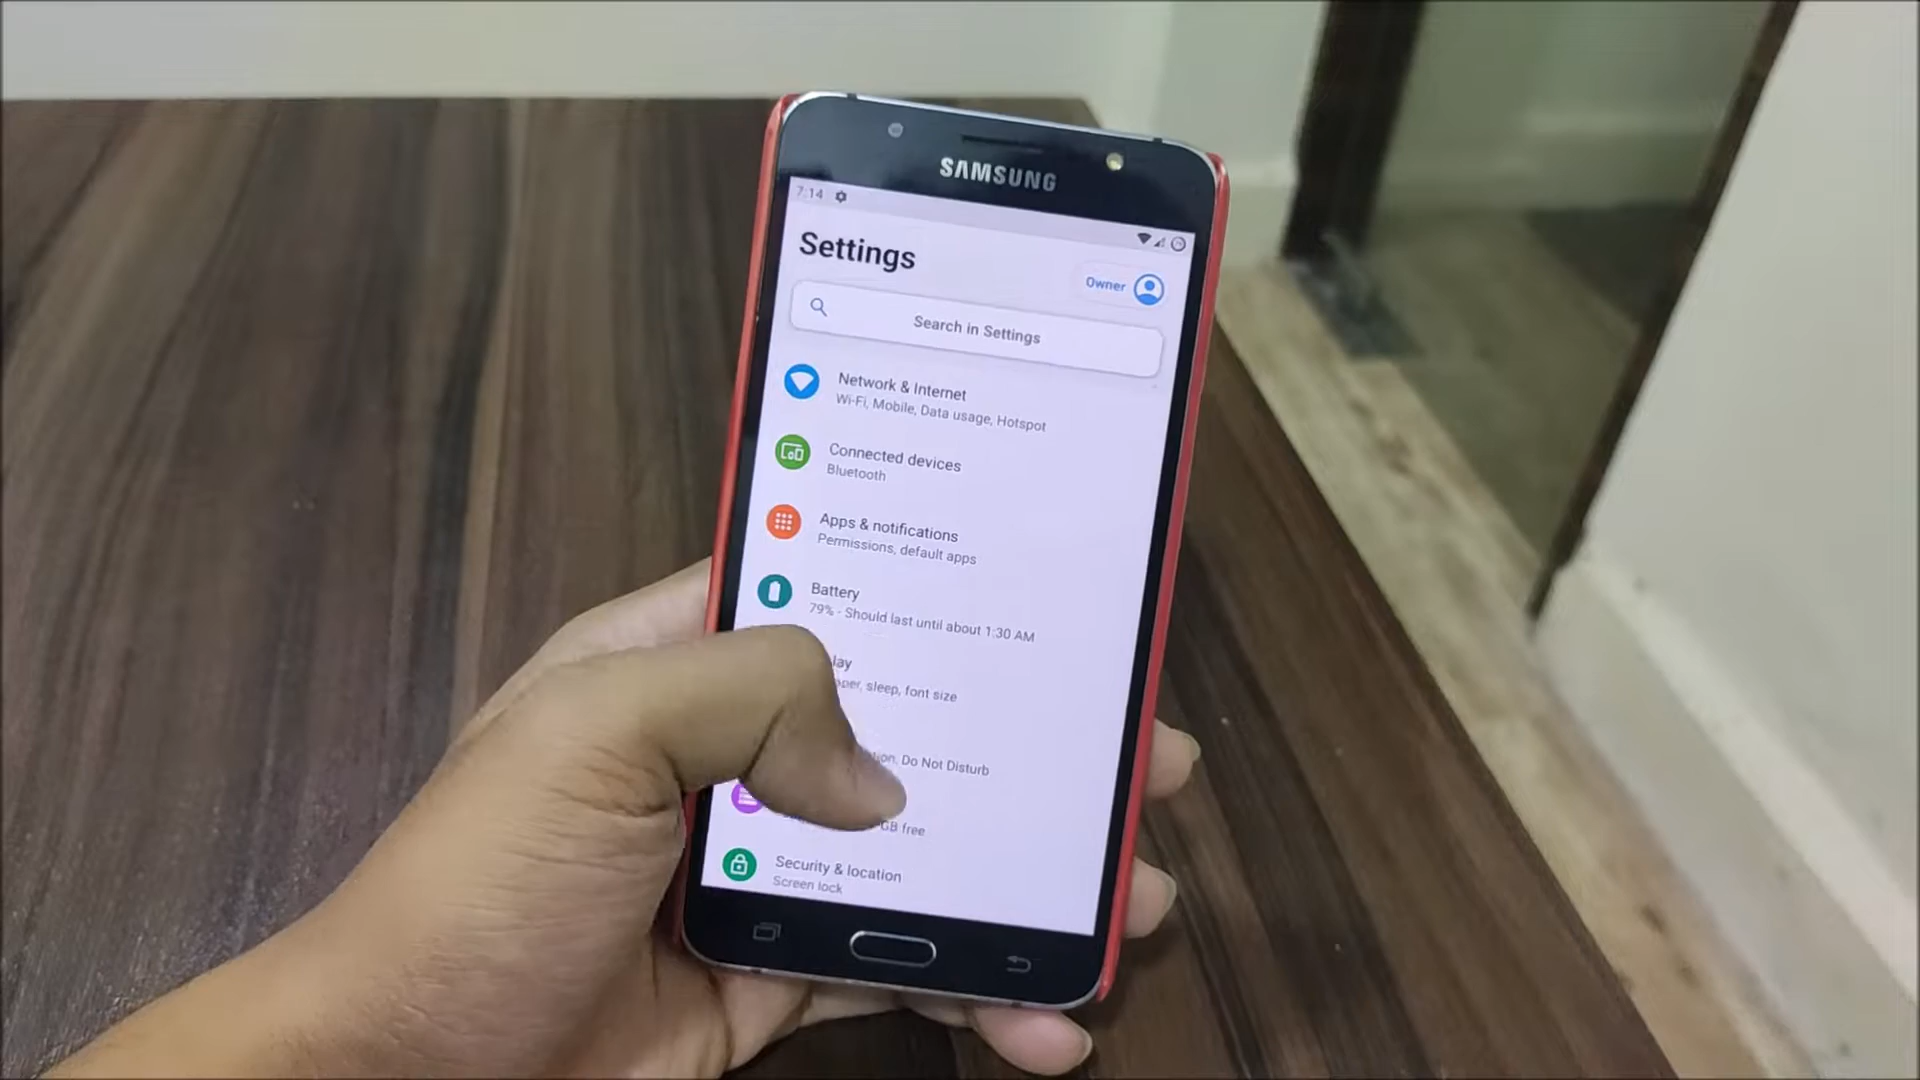 SAMSUNG
7:14
Settings
Owner
Search in Settings
Network & Internet
Wi-Fi, Mobile, Data usage, Hotspot
Connected devices
Bluetooth
Apps & notifications
Permissions, default apps
Battery
79% - Should last until about 1:30 AM
lay
sleep, font size
Do Not Disturb
GB free
Security & location
Screen lock